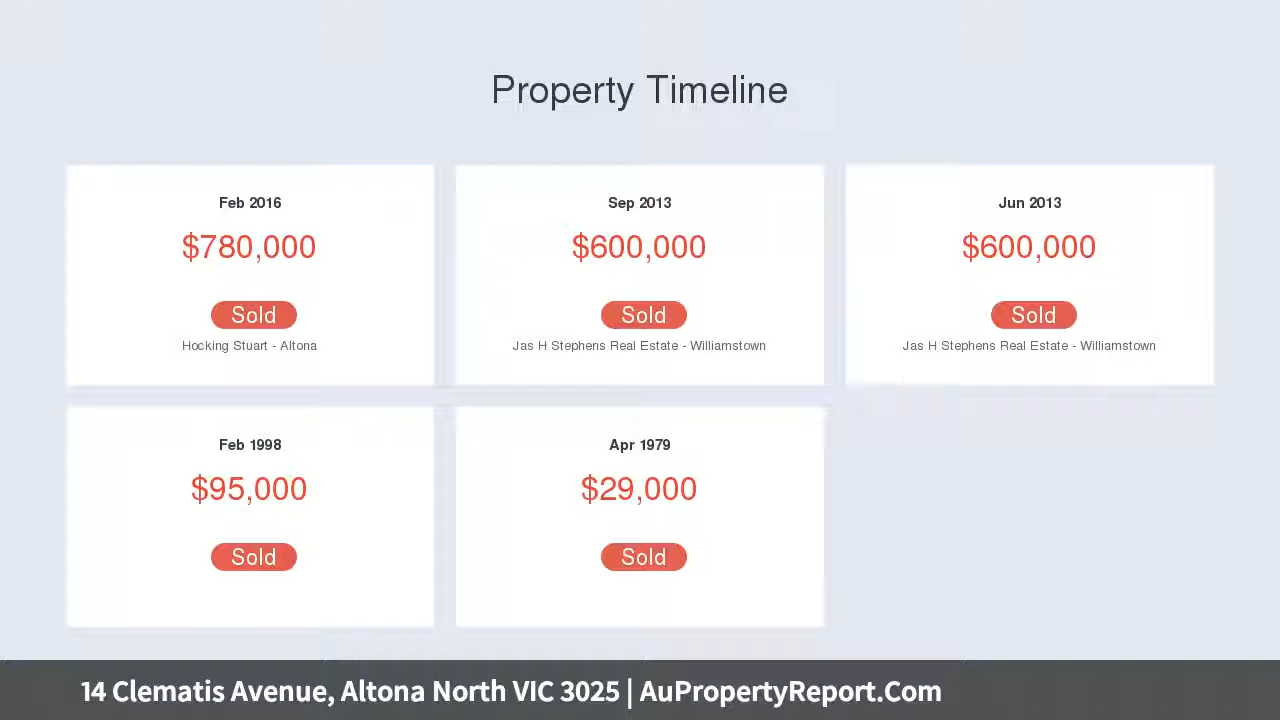 Property Timeline
Feb 2016
$780,000
Sold
Hocking Stuart - Altona
Sep 2013
$600,000
Sold
Jas H Stephens Real Estate - Williamstown
Jun 2013
$600,000
Sold
Jas H Stephens Real Estate - Williamstown
Feb 1998
$95,000
Sold
Apr 1979
$29,000
Sold
14 Clematis Avenue, Altona North VIC 3025 | AuPropertyReport.Com